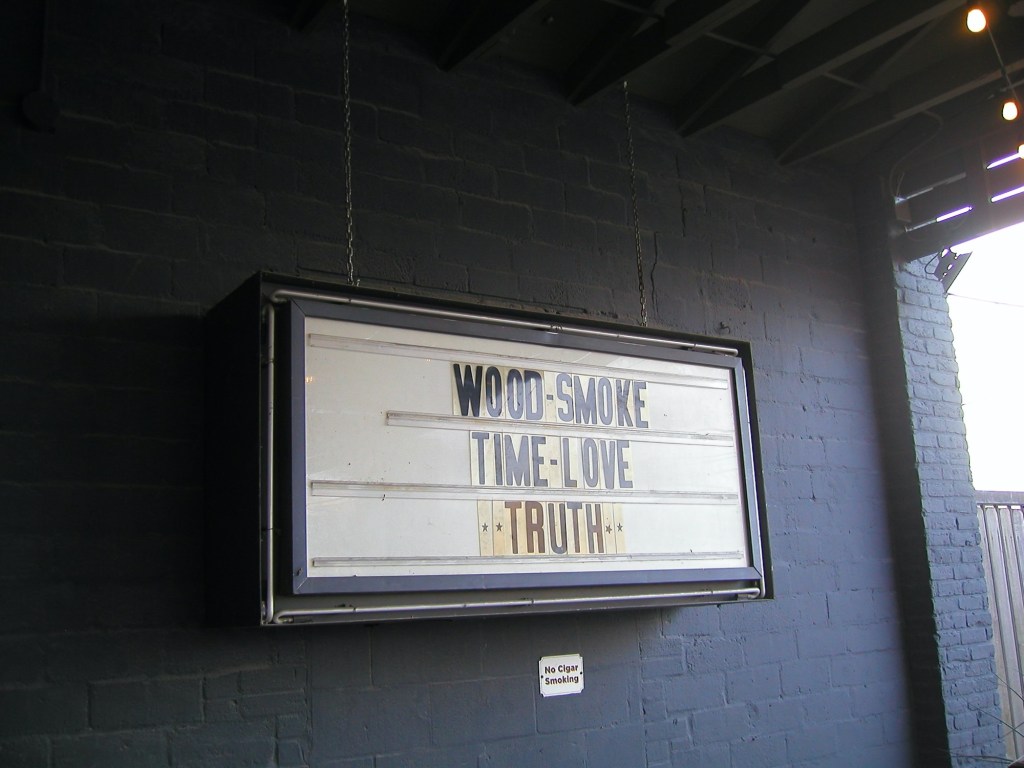 WOOD-SMOKE
TIME-LOVE
**TRUTH**
No Cigar
Smoking